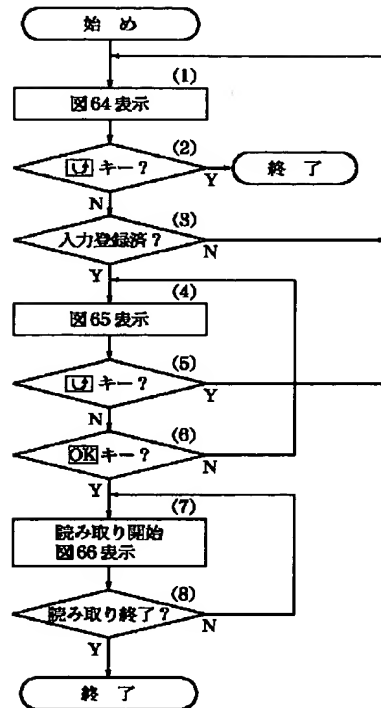 始 め
(1)
図64表示
(2)
キー?
Y
終 了
N
(3)
入力登録済?
N
Y
(4)
図65表示
(5)
キー?
Y
N
(6)
OK キー?
N
Y
(7)
読み取り開始
図66表示
(8)
読み取り終了?
N
Y
終 了